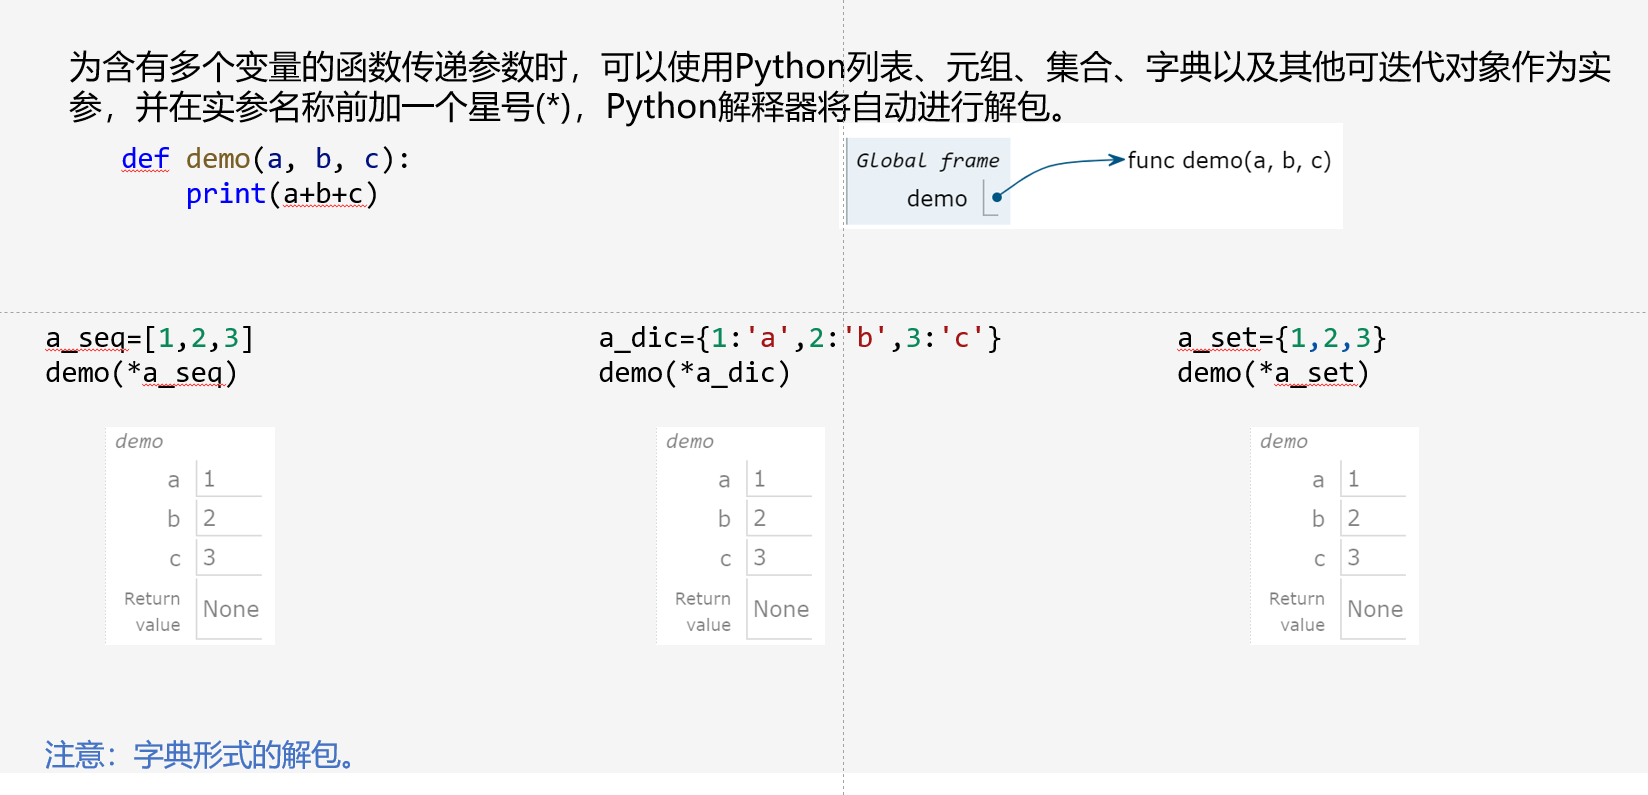 为含有多个变量的函数传递参数时，可以使用Python列表、元组、集合、字典以及其他可迭代对象作为实
参，并在实参名称前加一个星号(*)，Python解释器将自动进行解包。
def demo(a, b, c):
    print(a+b+c)
Global frame
demo
func demo(a, b, c)
a_seq=[1,2,3]
demo(*a_seq)
demo
a 1
b 2
c 3
Return
value
None
a_dic={1:'a',2:'b',3:'c'}
demo(*a_dic)
demo
a 1
b 2
c 3
Return
value
None
a_set={1,2,3}
demo(*a_set)
demo
a 1
b 2
c 3
Return
value
None
注意：字典形式的解包。